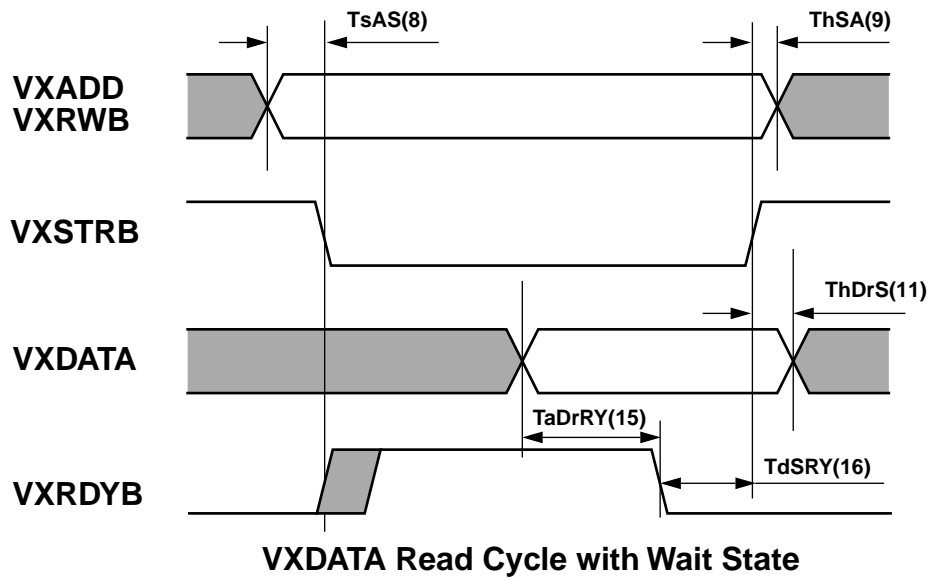 TsAS(8)
ThSA(9)
VXADD
VXRWB
VXSTRB
ThDrS(11)
VXDATA
TaDrRY(15)
TdSRY(16)
VXRDYB
VXDATA Read Cycle with Wait State